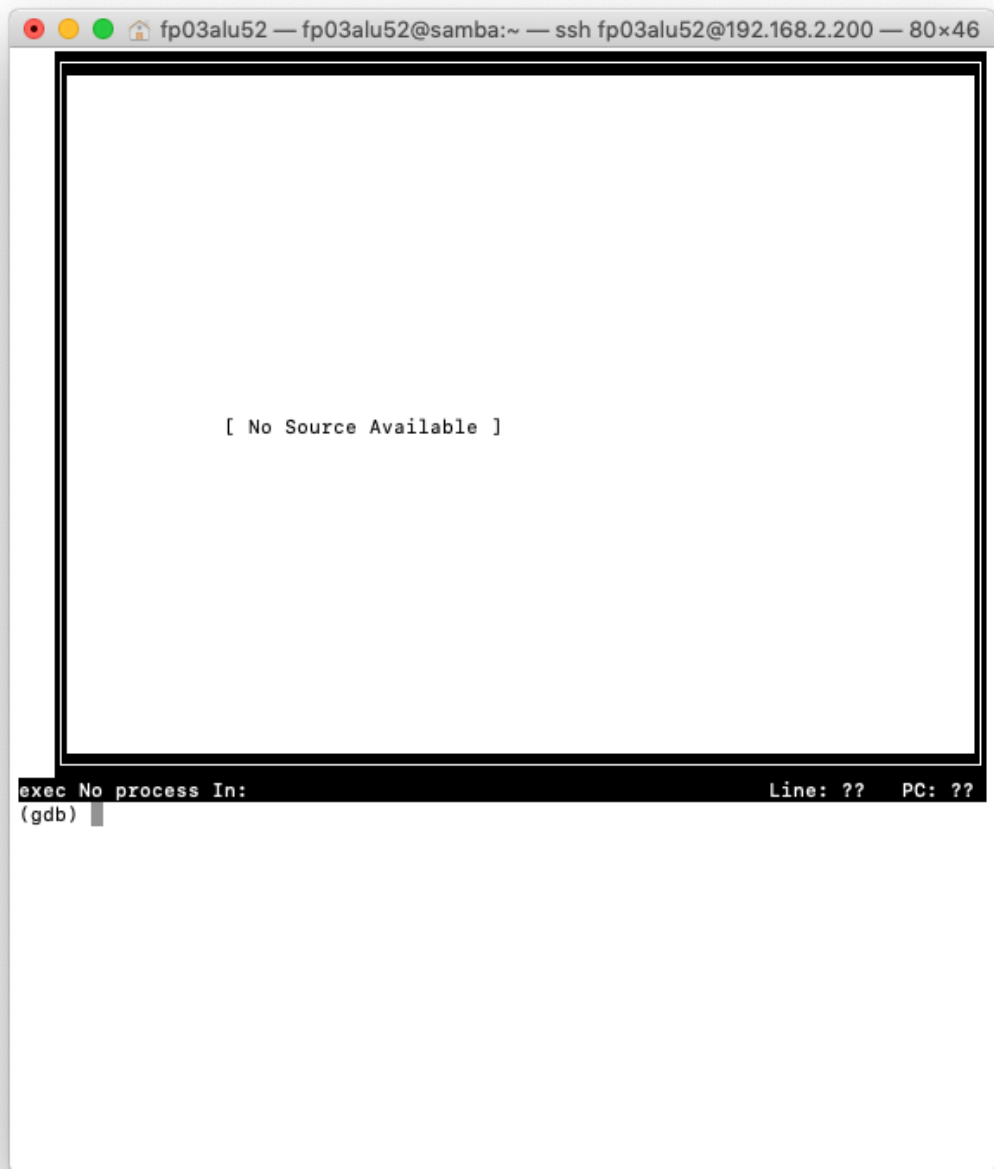 fp03alu52 — fp03alu52@samba:~ — ssh fp03alu52@192.168.2.200 — 80×46
[ No Source Available ]
exec No process In: Line: ?? PC: ??
(gdb)